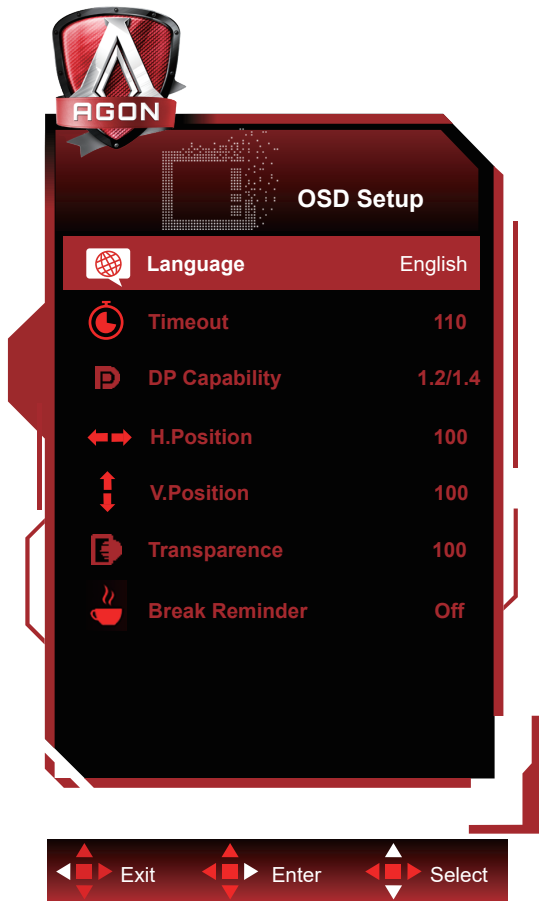 AGON
OSD Setup
Language English
Timeout 110
DP Capability 1.2/1.4
H.Position 100
V.Position 100
Transparence 100
Break Reminder Off
Exit Enter Select